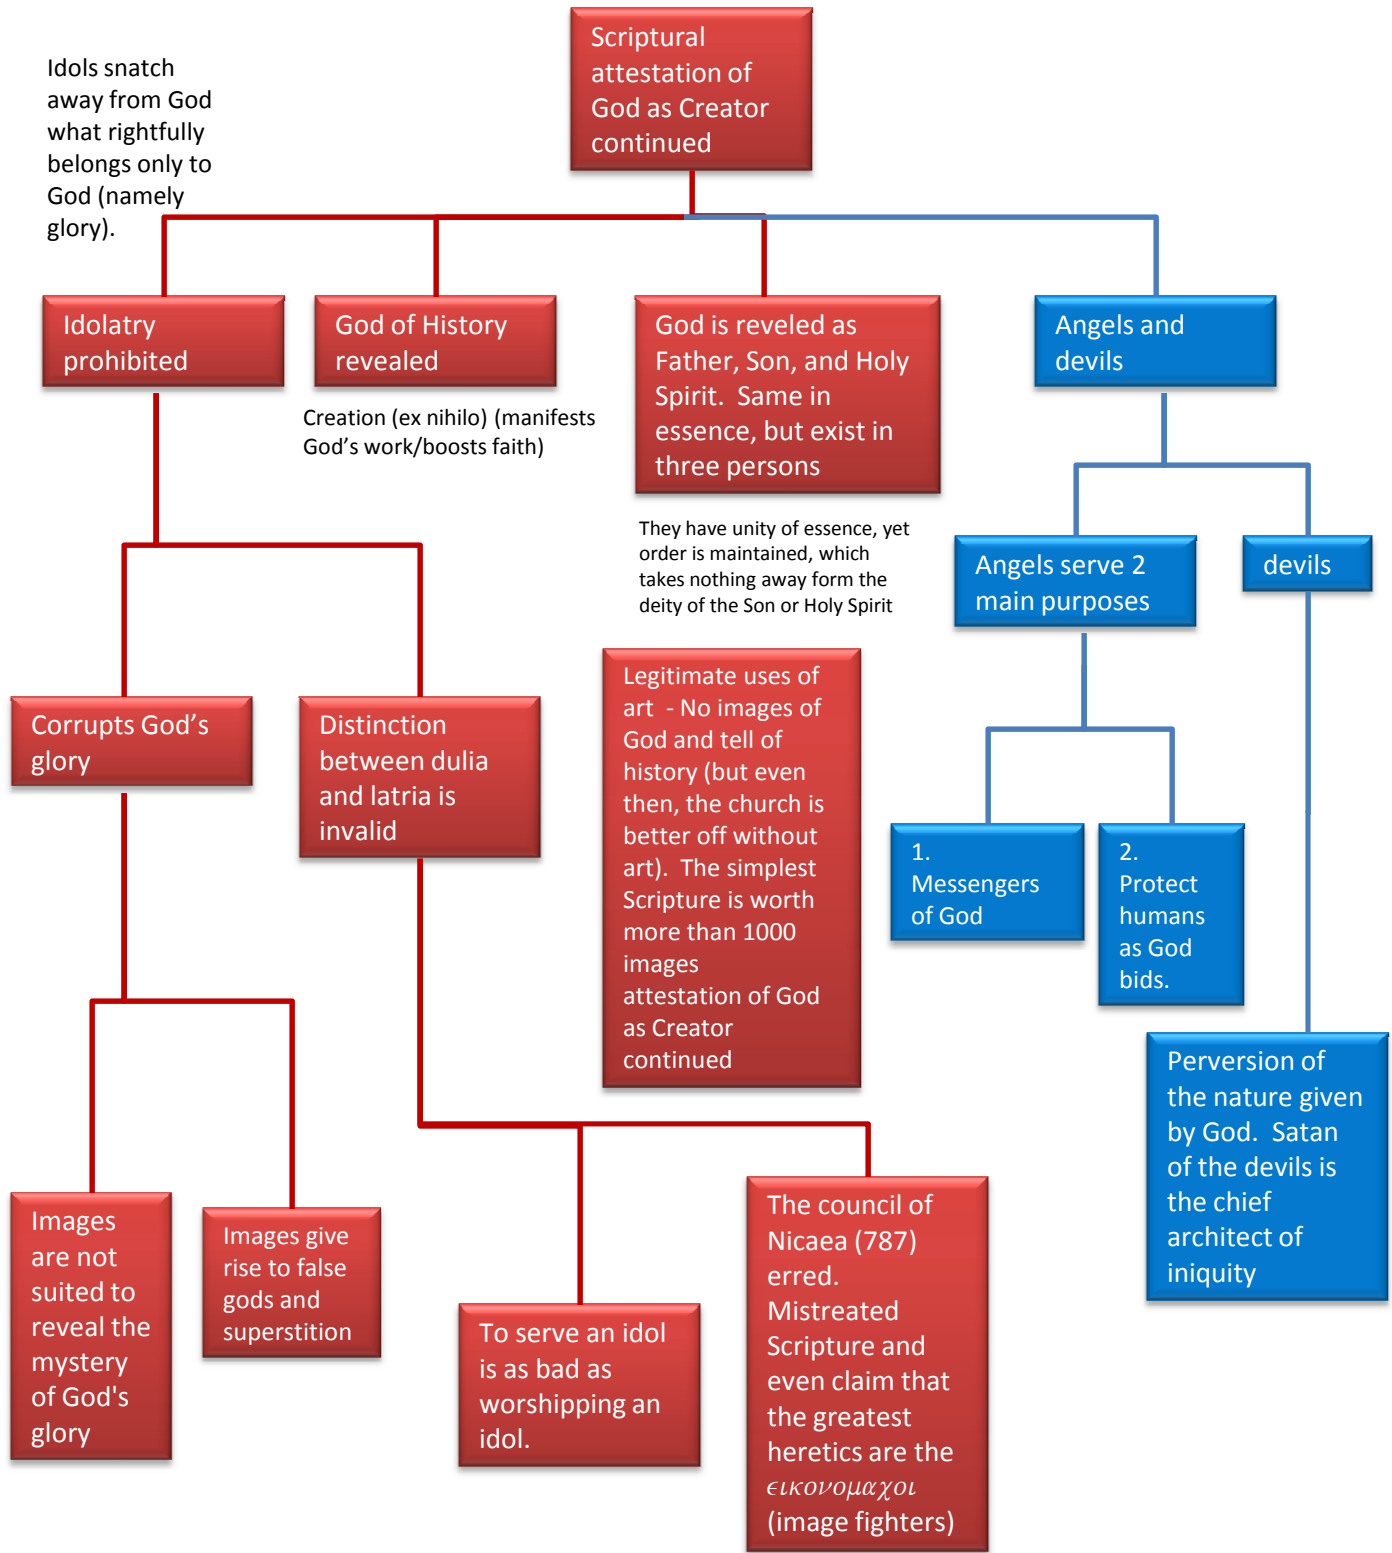 Scriptural
attestation of
God as Creator
continued
Idols snatch
away from God
what rightfully
belongs only to
God (namely
glory).
Idolatry
prohibited
God of History
revealed
Creation (ex nihilo) (manifests
God’s work/boosts faith)
God is reveled as
Father, Son, and Holy
Spirit.  Same in
essence, but exist in
three persons
They have unity of essence, yet
order is maintained, which
takes nothing away form the
deity of the Son or Holy Spirit
Angels and
devils
Angels serve 2
main purposes
devils
Corrupts God’s
glory
Distinction
between dulia
and latria is
invalid
Legitimate uses of
art  - No images of
God and tell of
history (but even
then, the church is
better off without
art).  The simplest
Scripture is worth
more than 1000
images
attestation of God
as Creator
continued
1.
Messengers
of God
2.
Protect
humans
as God
bids.
Perversion of
the nature given
by God.  Satan
of the devils is
the chief
architect of
iniquity
Images
are not
suited to
reveal the
mystery
of God's
glory
Images give
rise to false
gods and
superstition
To serve an idol
is as bad as
worshipping an
idol.
The council of
Nicaea (787)
erred.
Mistreated
Scripture and
even claim that
the greatest
heretics are the
εικονομαχοι
(image fighters)